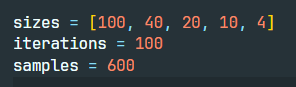 sizes = [100, 40, 20, 10, 4]
iterations = 100
samples = 600